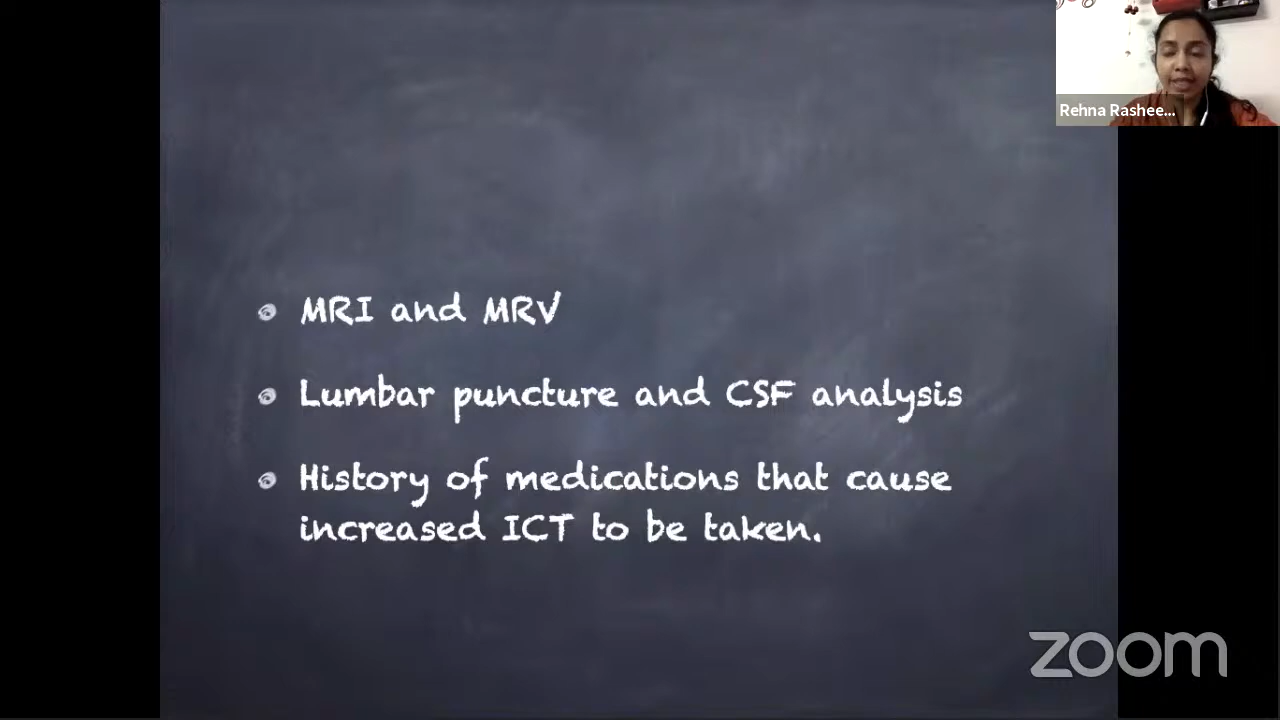 Rehna Rashee...
MRI and MRV
Lumbar puncture and CSF analysis
History of medications that cause
increased ICT to be taken.
zoom